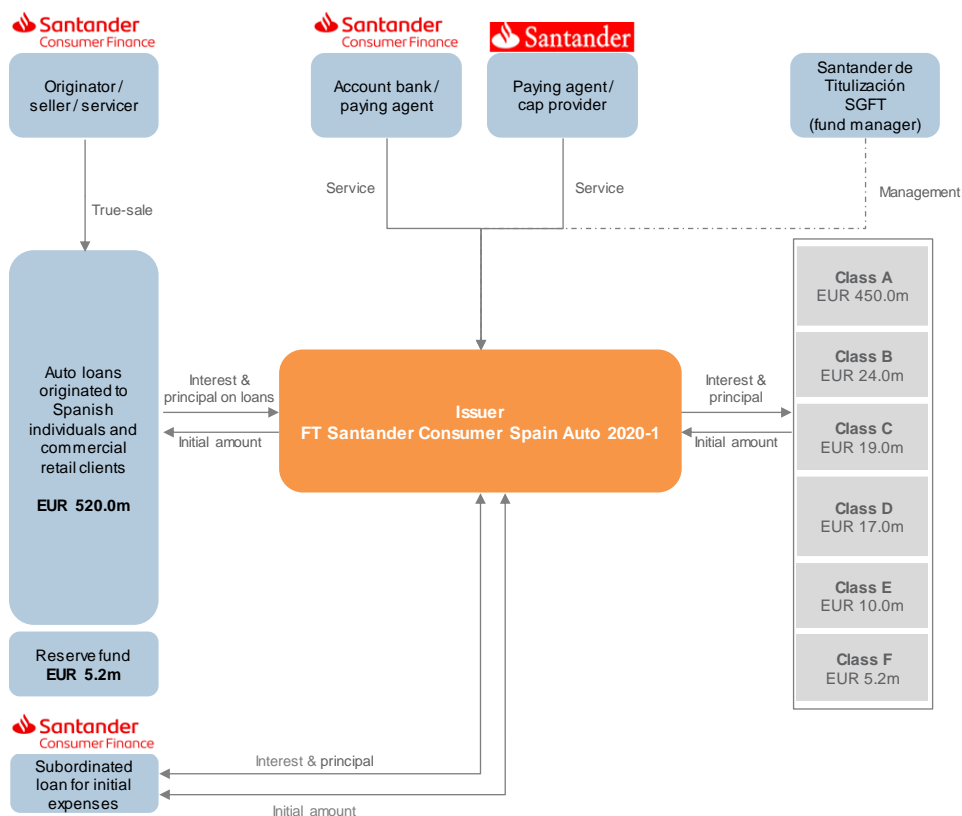 Santander
Consumer Finance
Santander
Consumer Finance
Santander
Originator /
seller / servicer
Account bank /
paying agent
Paying agent /
cap provider
Santander de
Titulización
SGFT
(fund manager)
Service
Service
Management
True-sale
Auto loans
originated to
Spanish
individuals and
commercial
retail clients
EUR 520.0m
Interest &
principal on loans
Initial amount
Issuer
FT Santander Consumer Spain Auto 2020-1
Interest &
principal
Initial amount
Class A
EUR 450.0m
Class B
EUR 24.0m
Class C
EUR 19.0m
Class D
EUR 17.0m
Class E
EUR 10.0m
Class F
EUR 5.2m
Reserve fund
EUR 5.2m
Santander
Consumer Finance
Subordinated
loan for initial
expenses
Interest & principal
Initial amount